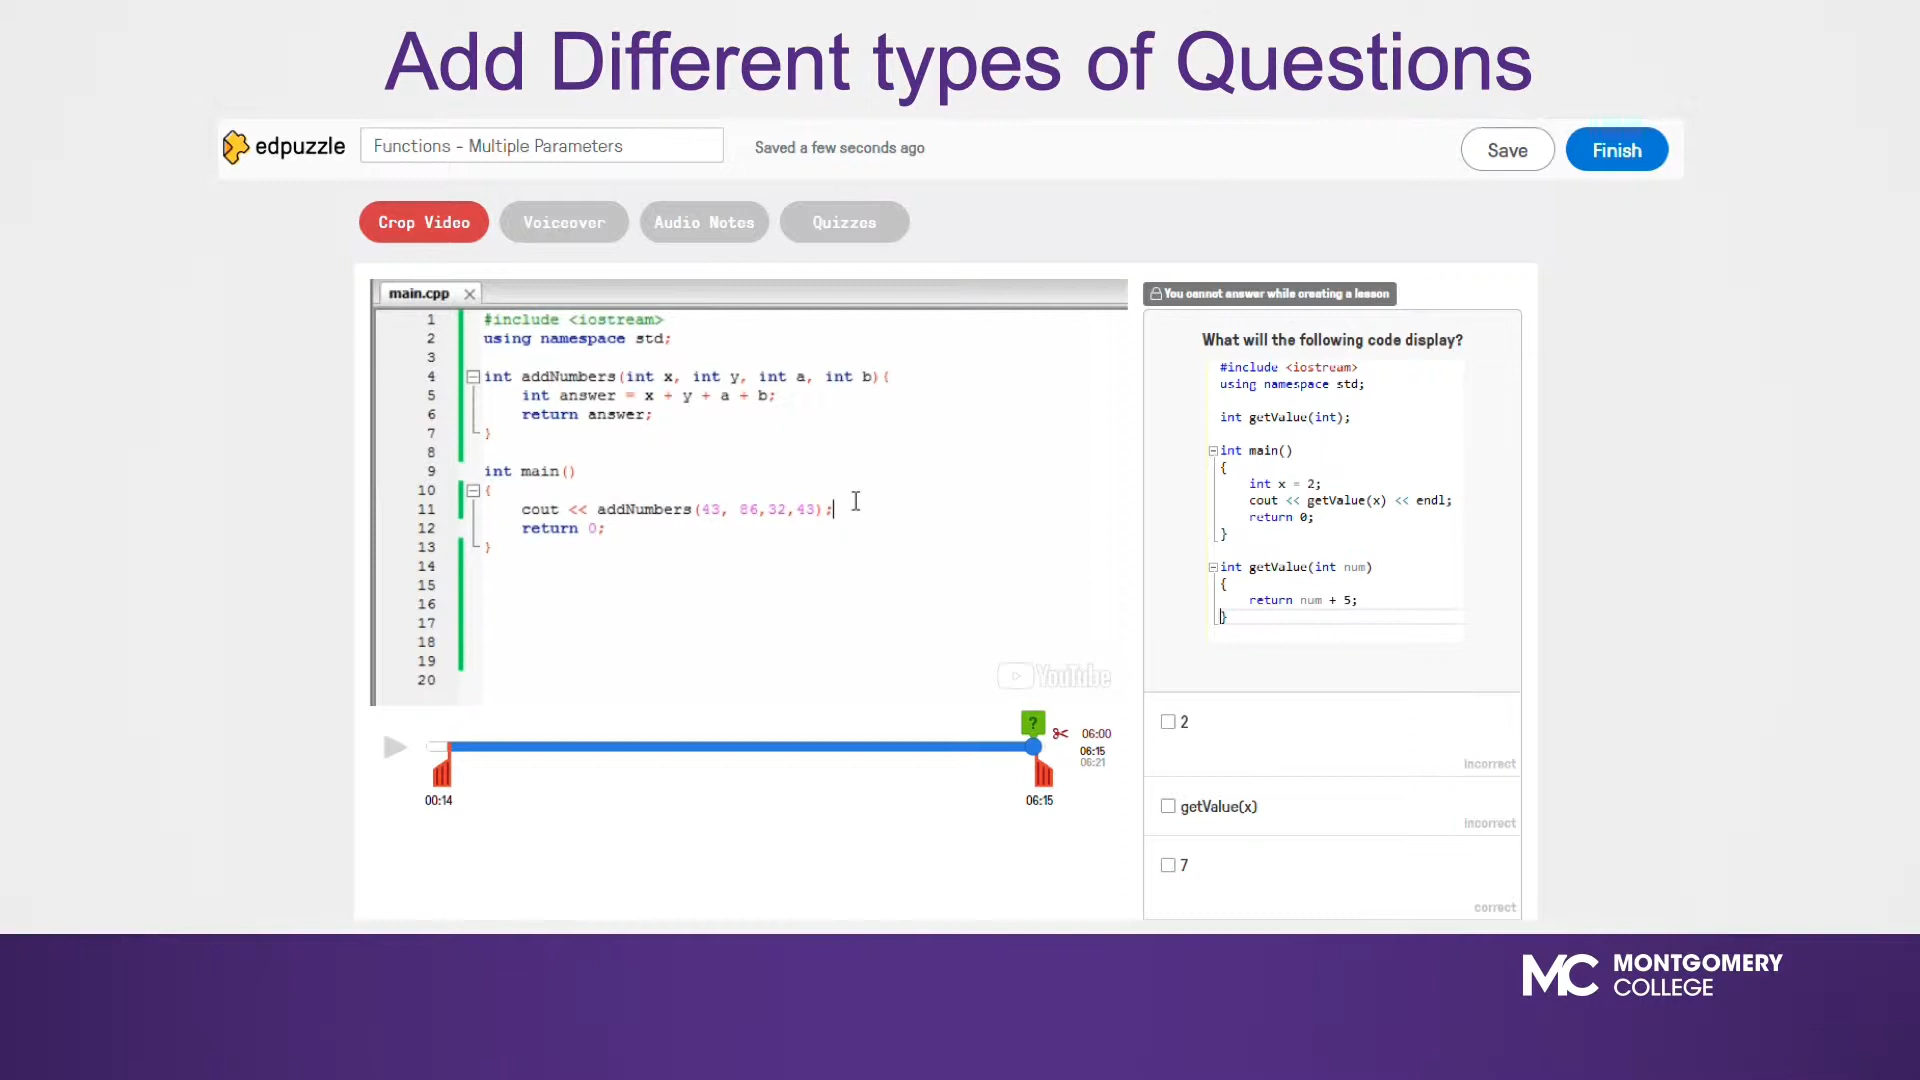 Add Different types of Questions
edpuzzle
Functions - Multiple Parameters
Saved a few seconds ago
Save
Finish
Crop Video
Voiceover
Audio Notes
Quizzes
main.cpp
1 #include <iostream>
2 using namespace std;
3
4 int addNumbers(int x, int y, int a, int b){
5 int answer = x + y + a + b;
6 return answer;
7 }
8
9 int main()
10 {
11 cout << addNumbers(43, 86,32,43);
12 return 0;
13 }
14
15
16
17
18
19
20
YouTube
?
06:00
06:15
06:21
00:14
06:15
You cannot answer while creating a lesson
What will the following code display?
#include <iostream>
using namespace std;
int getValue(int);
int main()
{
int x = 2;
cout << getValue(x) << endl;
return 0;
}
int getValue(int num)
{
return num + 5;
}
2
incorrect
getValue(x)
incorrect
7
correct
MC MONTGOMERY
COLLEGE